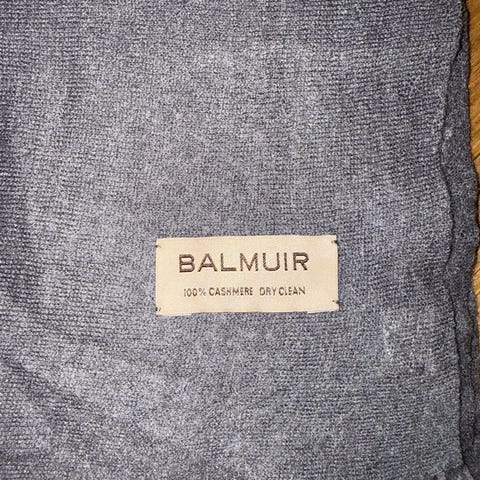 BALMUIR
100% CASHMERE DRY CLEAN